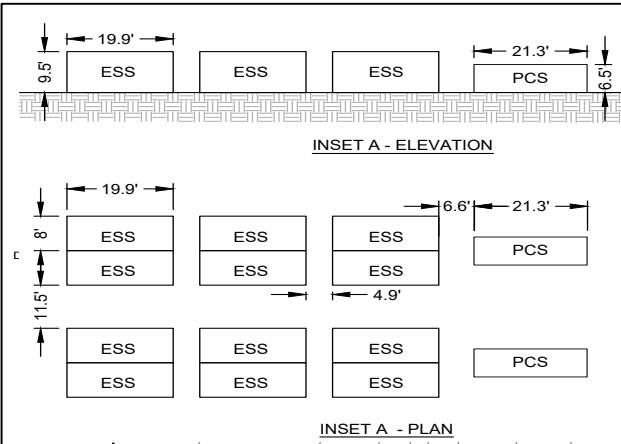 19.9'
21.3'
9.5'
ESS
ESS
ESS
PCS
6.5'
INSET A - ELEVATION
19.9'
6.6'
21.3'
8'
ESS
ESS
ESS
PCS
ESS
ESS
ESS
11.5'
4.9'
ESS
ESS
ESS
PCS
ESS
ESS
ESS
INSET A - PLAN